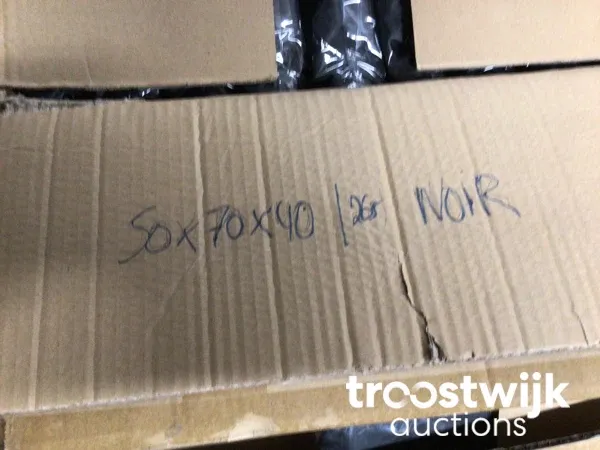 50x70x40 / NOIR
troostwijk
auctions